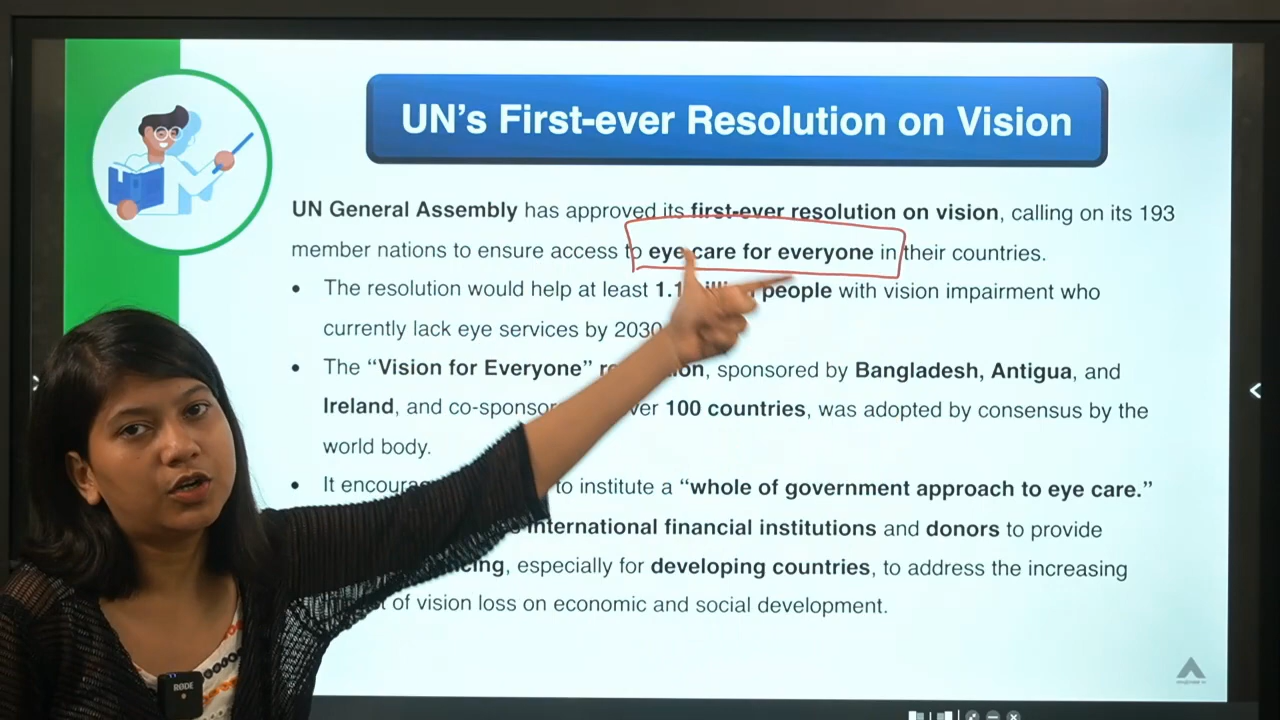 UN's First-ever Resolution on Vision
UN General Assembly has approved its first-ever resolution on vision, calling on its 193
member nations to ensure access to eye care for everyone in their countries.
• The resolution would help at least 1.1 people with vision impairment who
currently lack eye services by 2030
• The “Vision for Everyone” sponsored by Bangladesh, Antigua, and
Ireland, and 100 countries, was adopted by consensus by the
world body.
• It to institute a “whole of government approach to eye care.”
international financial institutions and donors to provide
especially for developing countries, to address the increasing
of vision loss on economic and social development.
RØDE